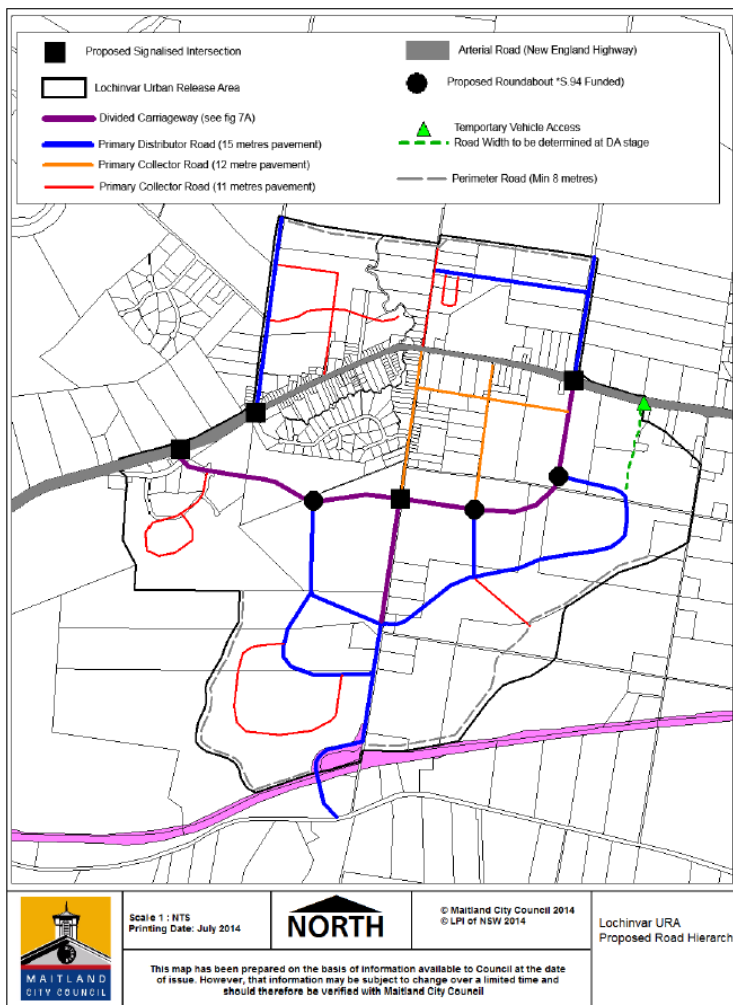 Proposed Signalised Intersection
Lochinvar Urban Release Area
Divided Carriageway (see fig 7A)
Primary Distributor Road (15 metres pavement)
Primary Collector Road (12 metre pavement)
Primary Collector Road (11 metres pavement)
Arterial Road (New England Highway)
Proposed Roundabout *S.94 Funded)
Temportary Vehicle Access
Road Width to be determined at DA stage
Perimeter Road (Min 8 metres)
MAITLAND
CITY COUNCIL
Scale 1 : NTS
Printing Date: July 2014
NORTH
© Maitland City Council 2014
© LPI of NSW 2014
Lochinvar URA
Proposed Road Hierarch
This map has been prepared on the basis of information available to Council at the date
of issue. However, that information may be subject to change over a limited time and
should therefore be verified with Maitland City Council